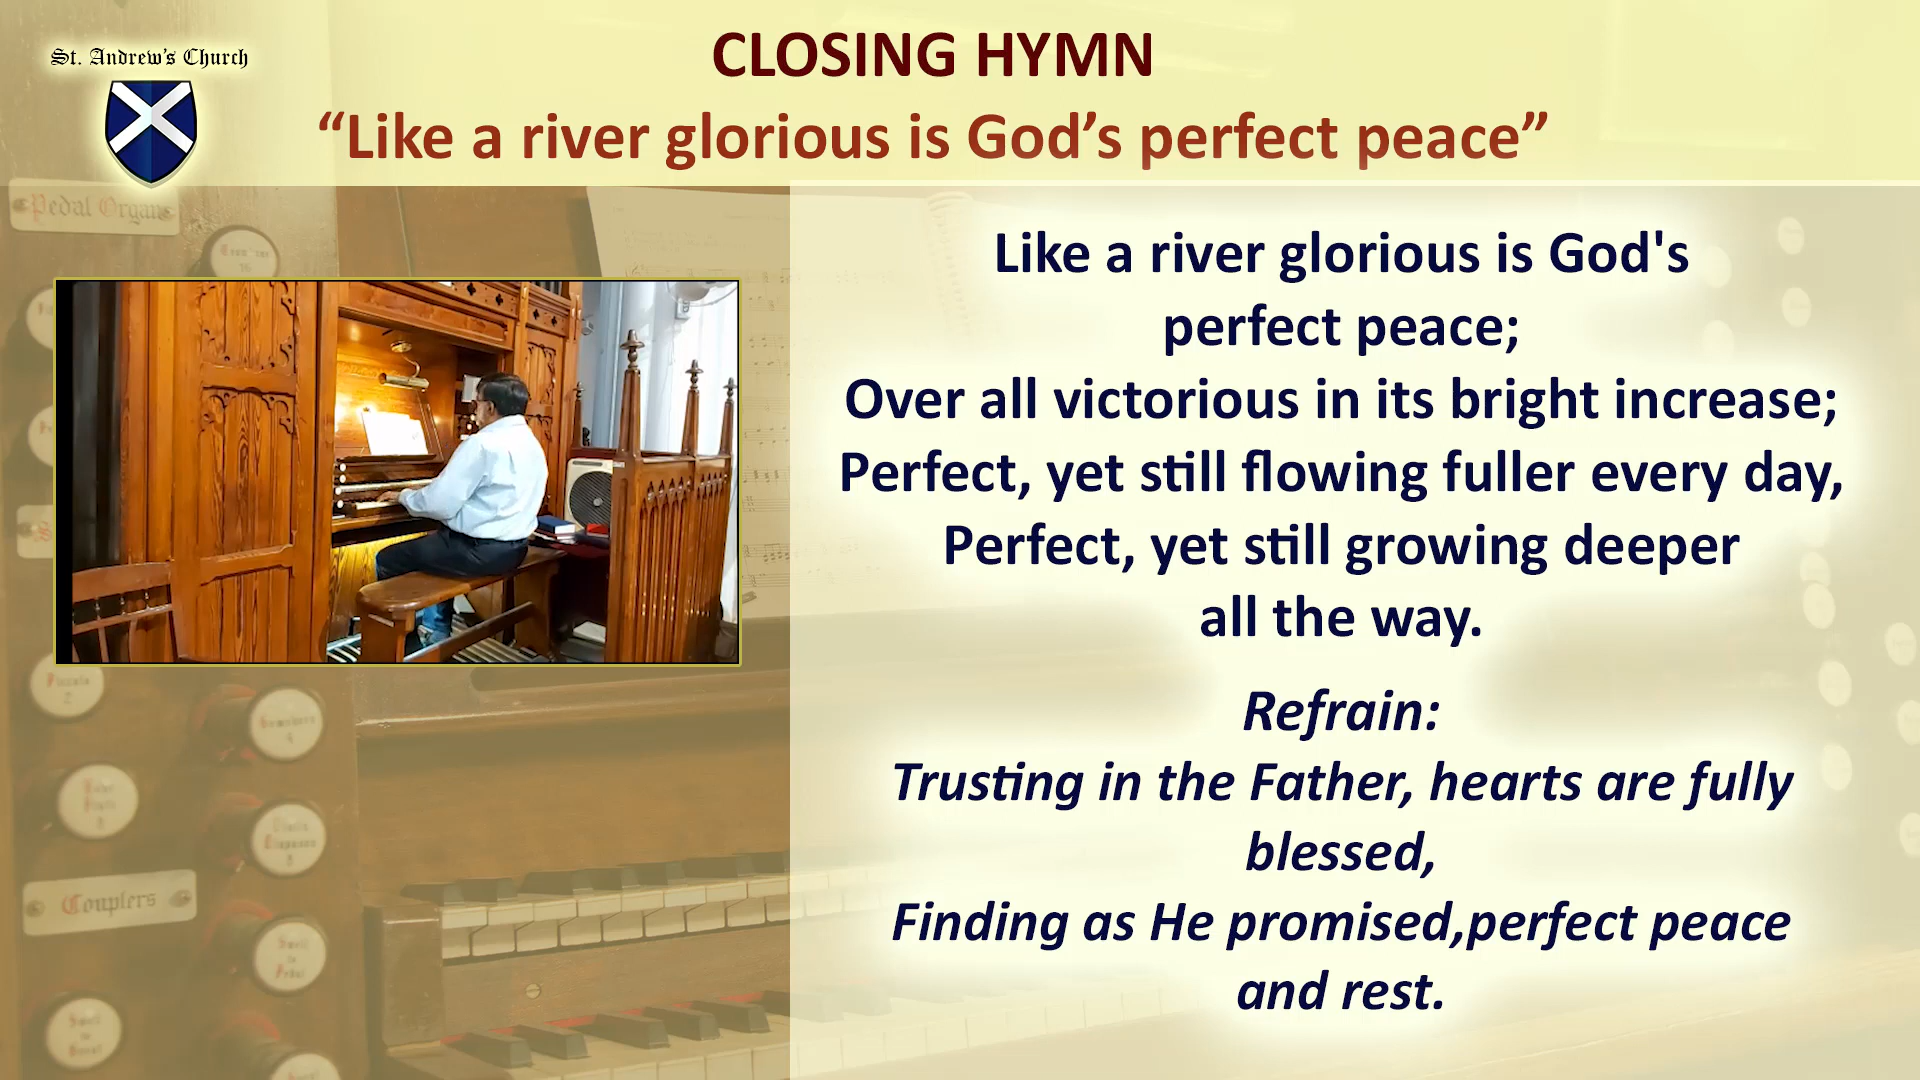 St. Andrew's Church
CLOSING HYMN
“Like a river glorious is God’s perfect peace”
Pedal Organ
Like a river glorious is God's
perfect peace;
Over all victorious in its bright increase;
Perfect, yet still flowing fuller every day,
Perfect, yet still growing deeper
all the way.
Refrain:
Trusting in the Father, hearts are fully
blessed,
Finding as He promised,perfect peace
and rest.
Couplers